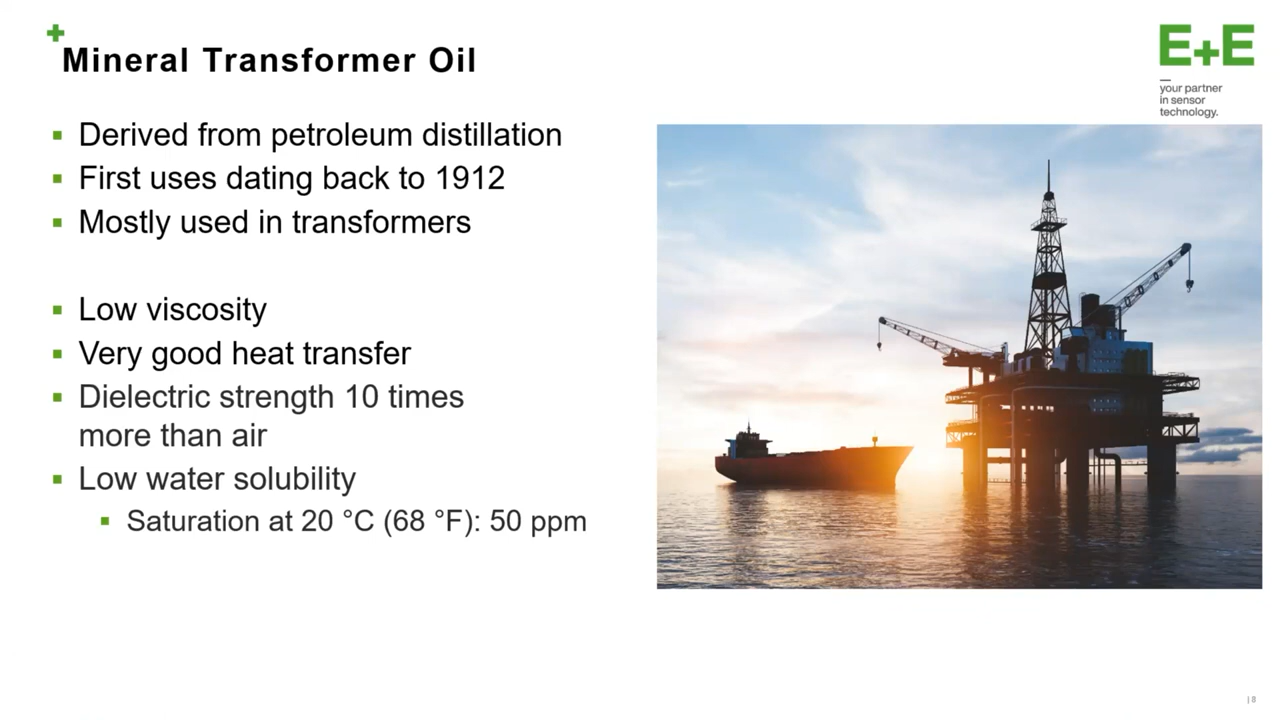 Mineral Transformer Oil
E+E
your partner
in sensor
technology.
▪ Derived from petroleum distillation
▪ First uses dating back to 1912
▪ Mostly used in transformers
▪ Low viscosity
▪ Very good heat transfer
▪ Dielectric strength 10 times
more than air
▪ Low water solubility
▪ Saturation at 20 °C (68 °F): 50 ppm
| 8